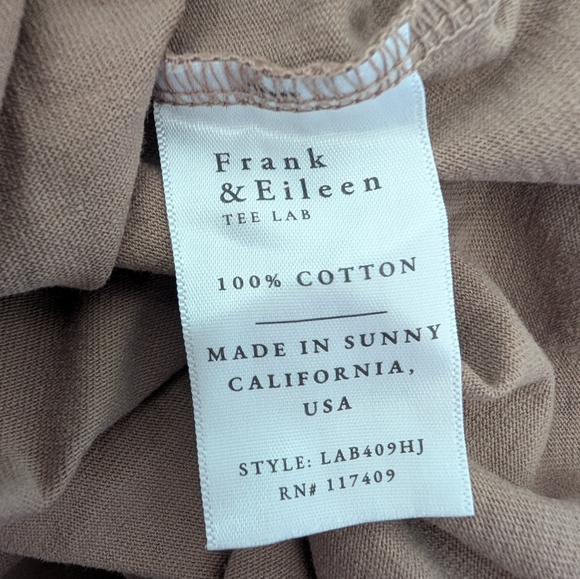 Frank
& Eileen
TEE LAB
100% COTTON
MADE IN SUNNY
CALIFORNIA,
USA
STYLE: LAB409HJ
RN# 117409